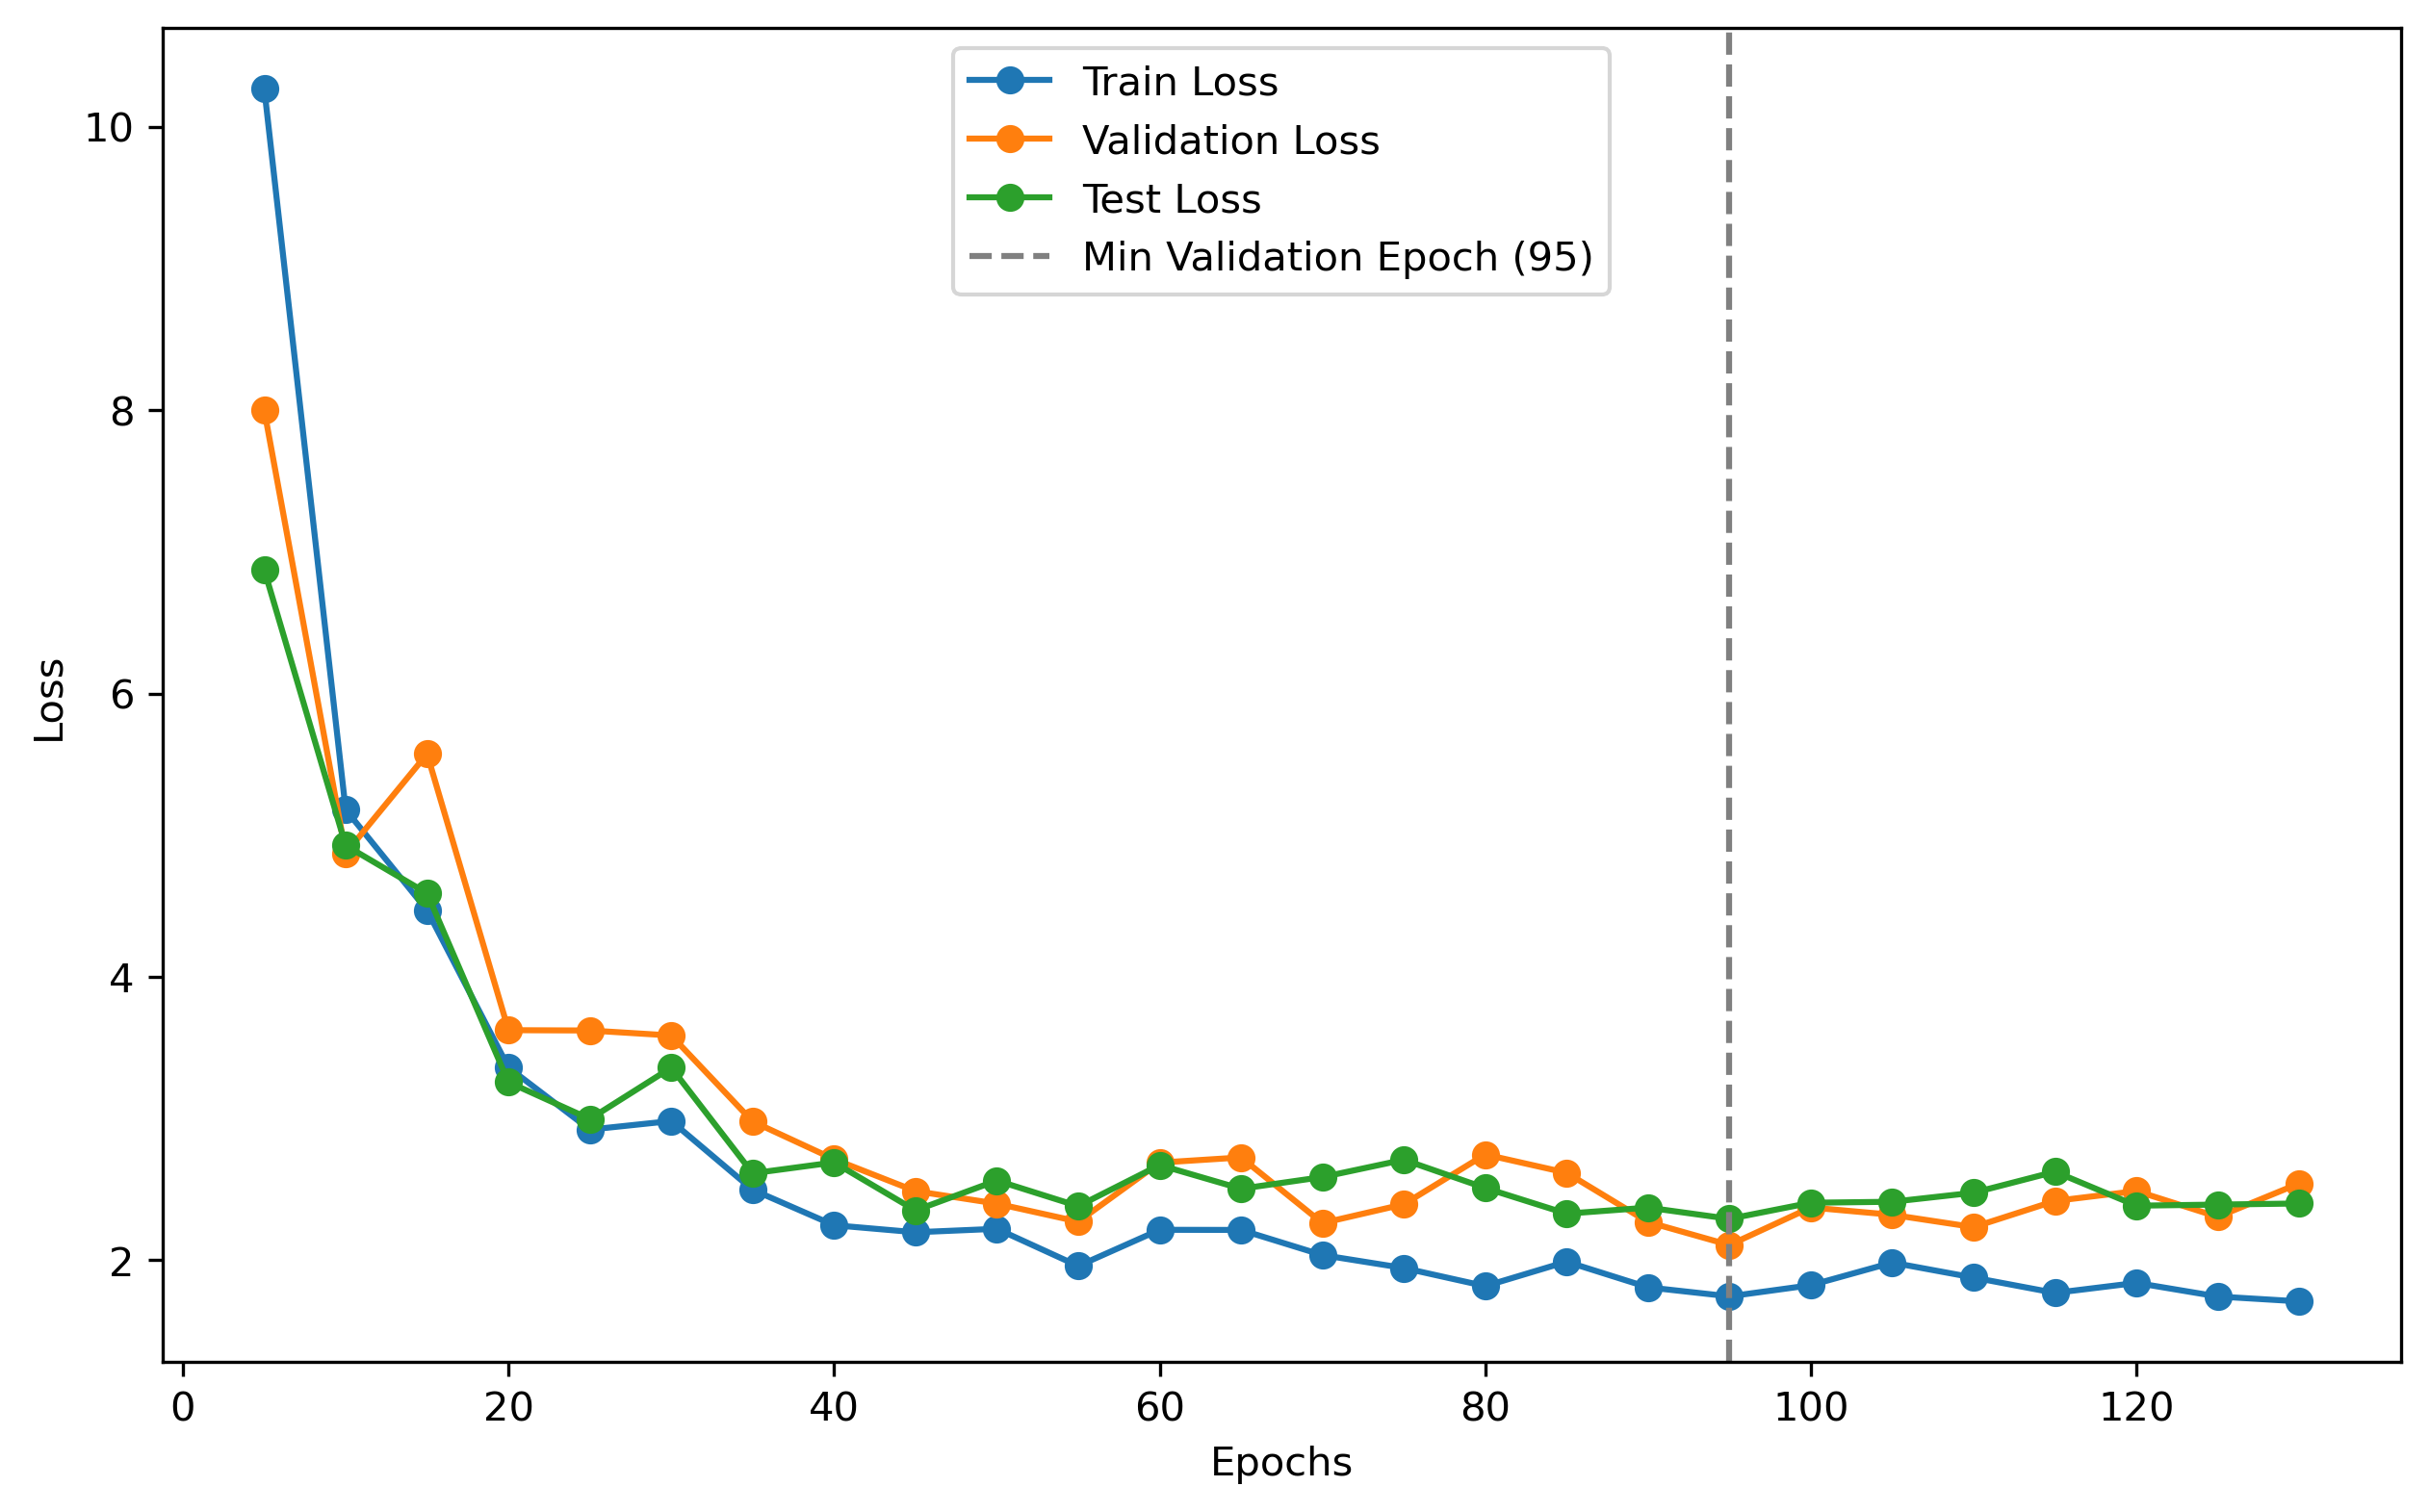 Train Loss
Validation Loss
Test Loss
Min Validation Epoch (95)
10
8
6
4
2
Loss
0 20 40 60 80 100 120
Epochs